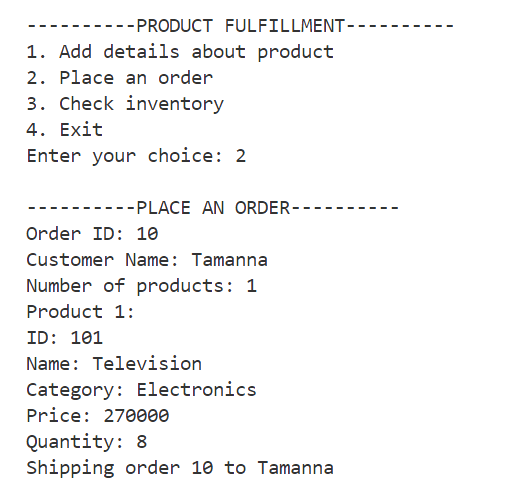 ----------PRODUCT FULFILLMENT----------
1. Add details about product
2. Place an order
3. Check inventory
4. Exit
Enter your choice: 2
----------PLACE AN ORDER----------
Order ID: 10
Customer Name: Tamanna
Number of products: 1
Product 1:
ID: 101
Name: Television
Category: Electronics
Price: 270000
Quantity: 8
Shipping order 10 to Tamanna